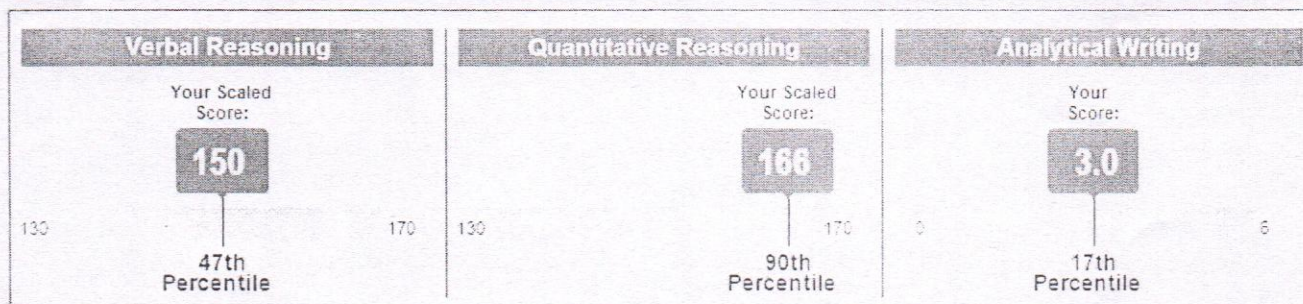 Verbal Reasoning
Your Scaled
Score:
150
130
170
47th
Percentile
Quantitative Reasoning
Your Scaled
Score:
166
130
170
90th
Percentile
Analytical Writing
Your
Score:
3.0
0
6
17th
Percentile